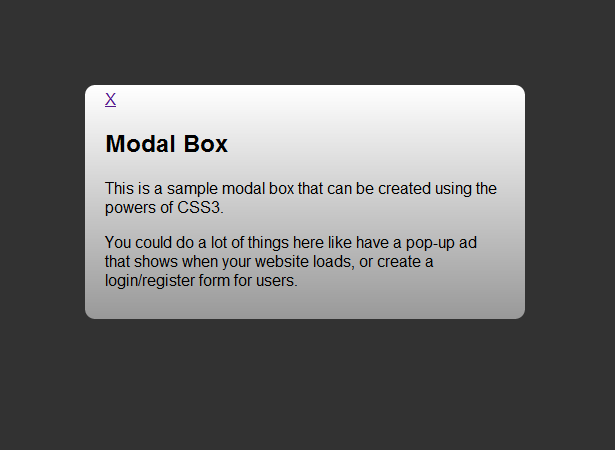 X
Modal Box
This is a sample modal box that can be created using the
powers of CSS3.
You could do a lot of things here like have a pop-up ad
that shows when your website loads, or create a
login/register form for users.